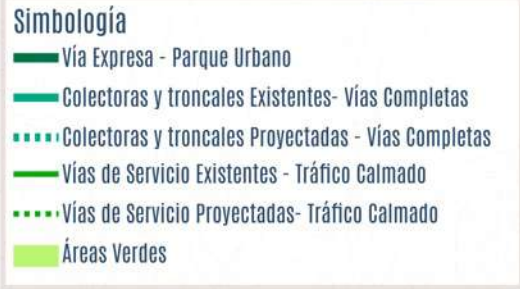 Simbología
Vía Expresa - Parque Urbano
Colectoras y troncales Existentes- Vías Completas
Colectoras y troncales Proyectadas - Vías Completas
Vías de Servicio Existentes - Tráfico Calmado
Vías de Servicio Proyectadas- Tráfico Calmado
Áreas Verdes